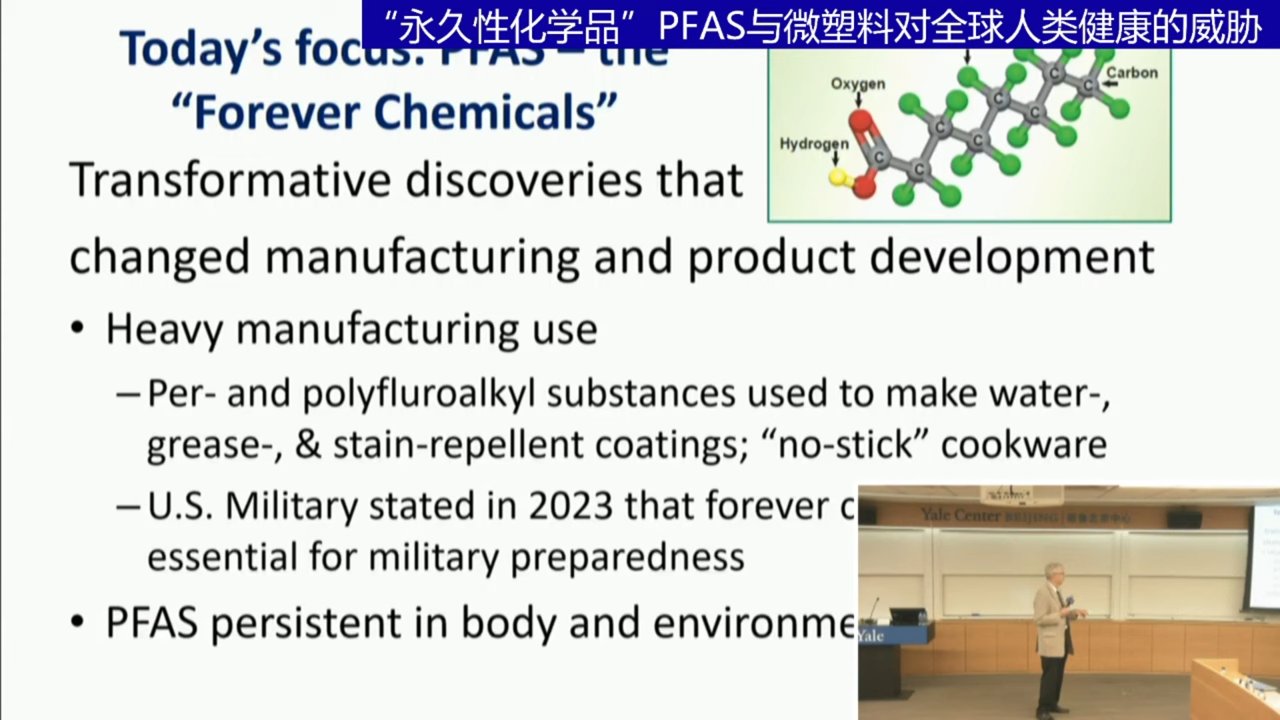 “永久性化学品”PFAS与微塑料对全球人类健康的威胁
Today’s focus: PFAS – the
“Forever Chemicals”
Oxygen
Carbon
Hydrogen
C
C
C
C
C
C
C
C
Transformative discoveries that
changed manufacturing and product development
• Heavy manufacturing use
– Per- and polyfluroalkyl substances used to make water-,
grease-, & stain-repellent coatings; “no-stick” cookware
– U.S. Military stated in 2023 that forever c
essential for military preparedness
• PFAS persistent in body and environme
Yale Center BEIJING
Yale